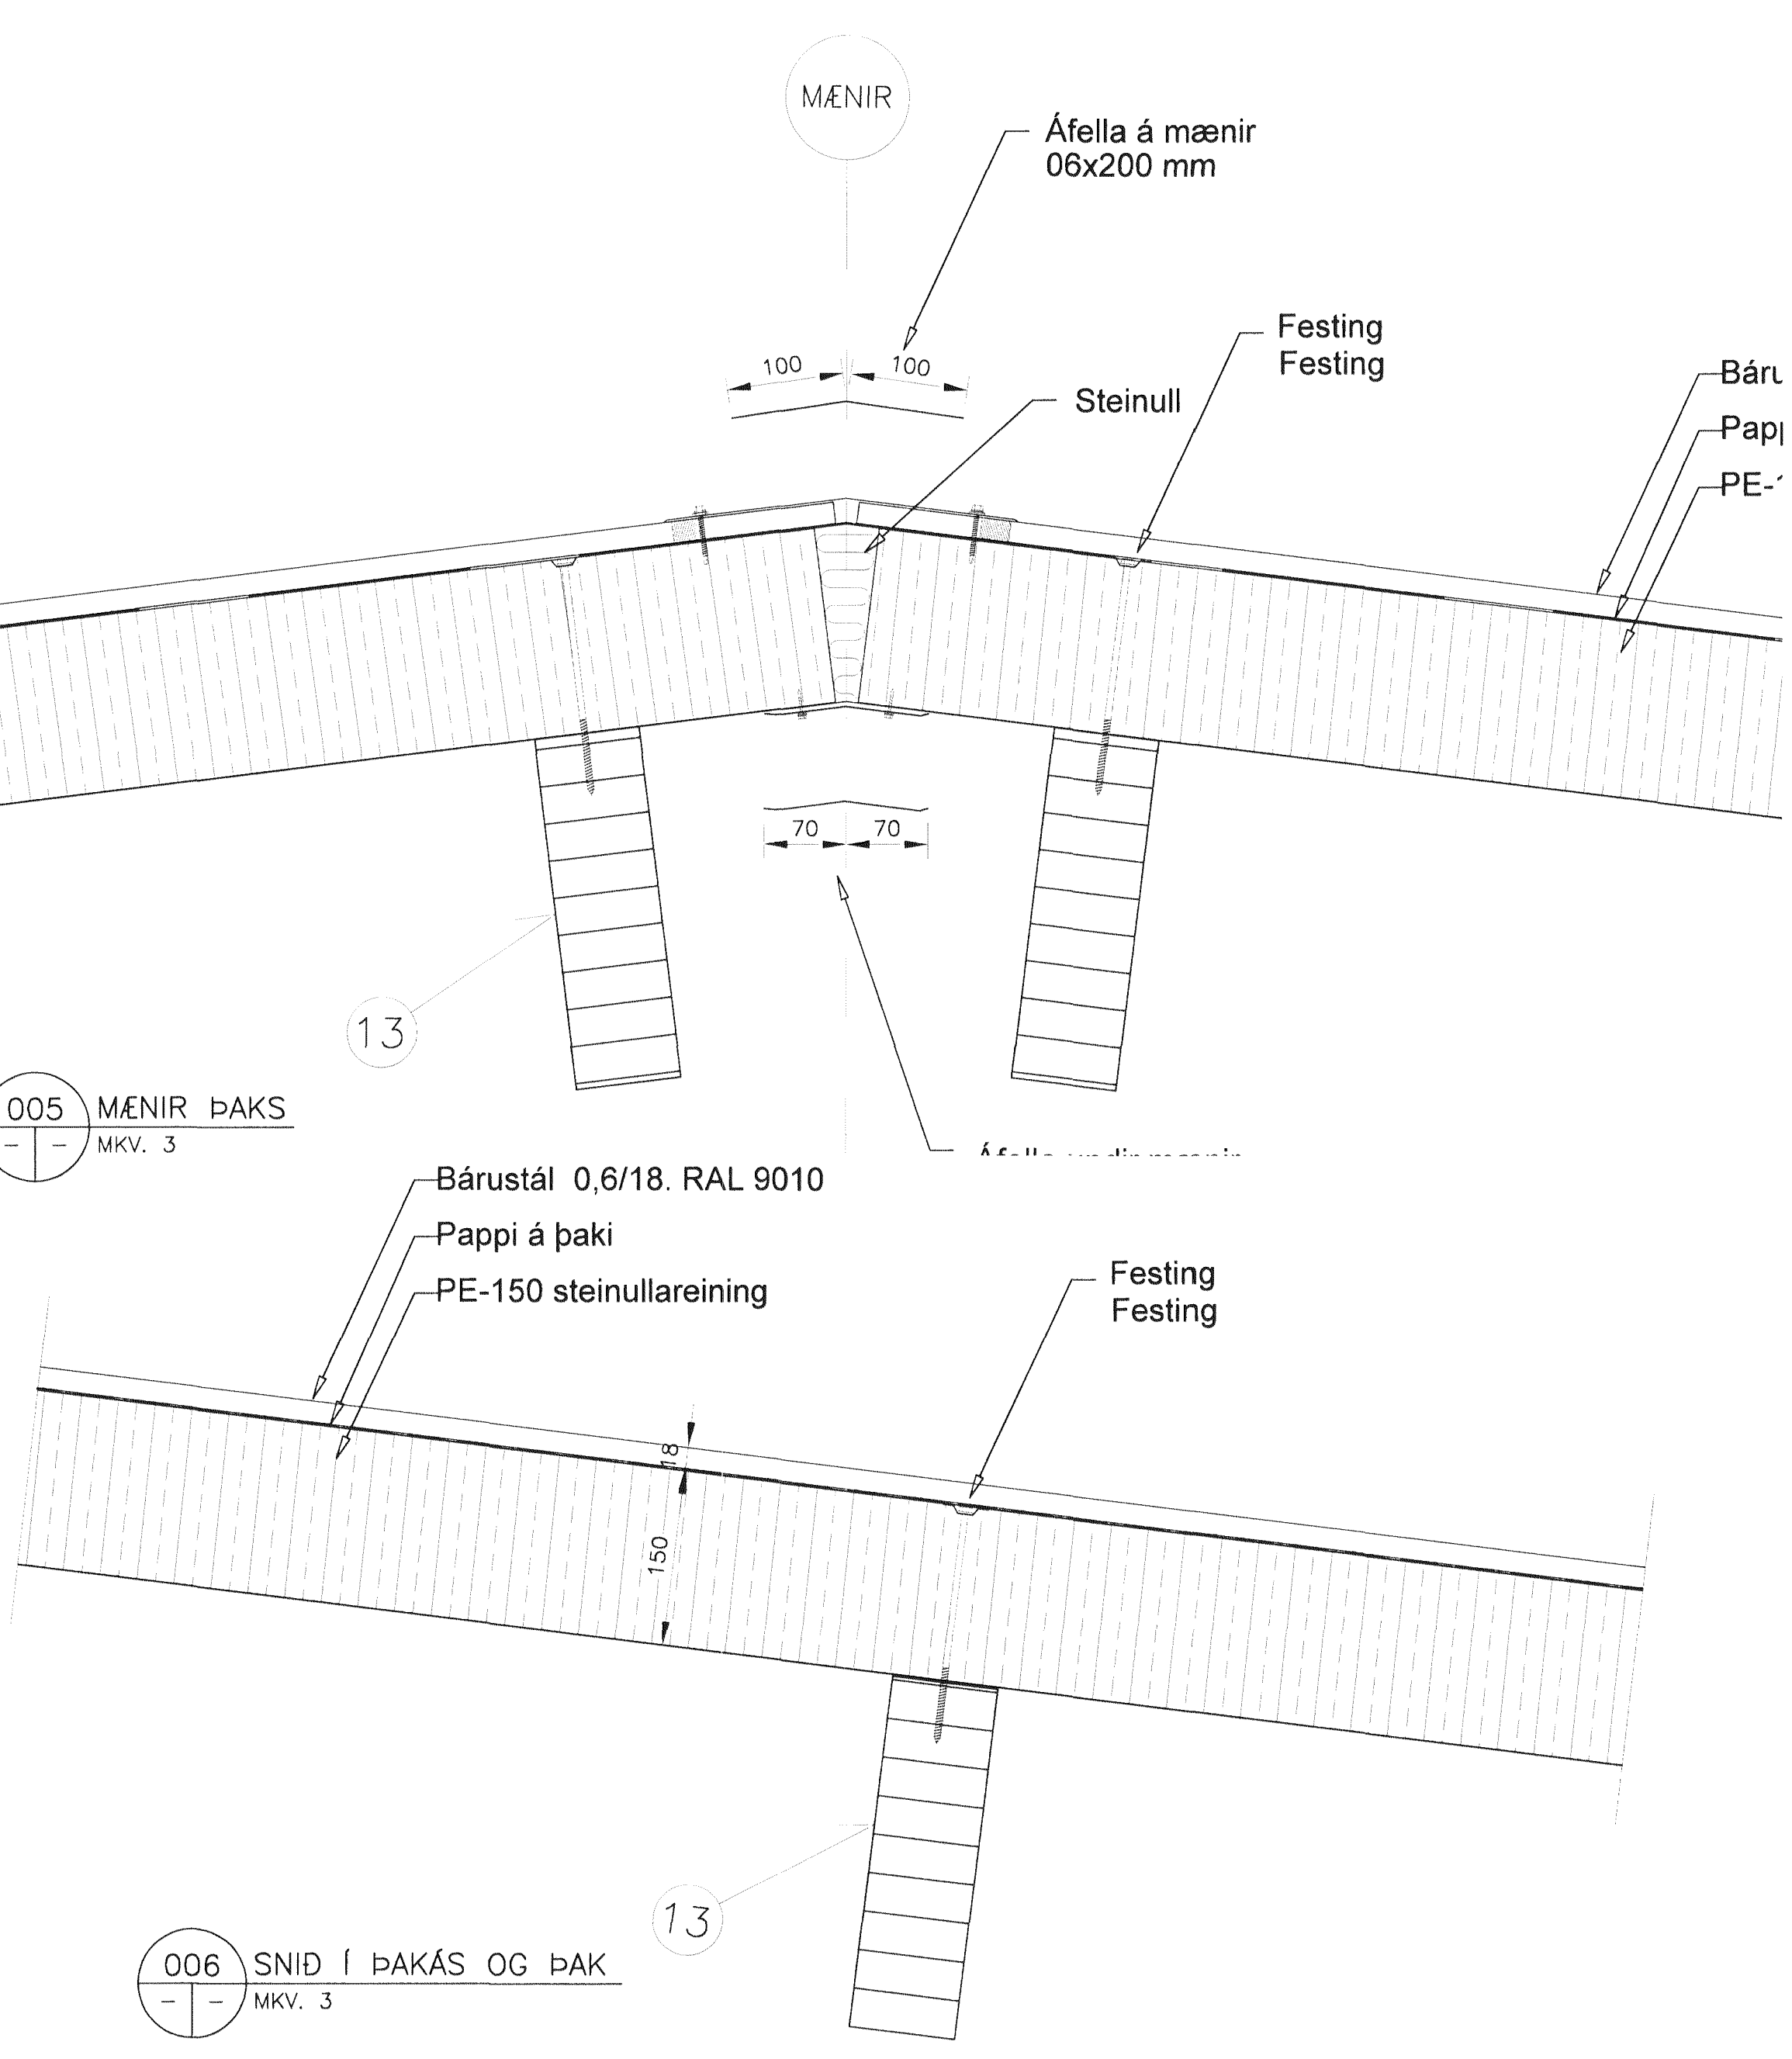 MÆNIR
Áfella á mænir
06x200 mm
Festing
Festing
100
100
Steinull
PE-
70
70
13
005
MÆNIR ÞAKS
- -
MKV. 3
Bárustál 0,6/18. RAL 9010
Pappi á þaki
PE-150 steinullareining
Festing
Festing
18
150
13
006
SNIÐ Í ÞAKÁS OG ÞAK
- -
MKV. 3